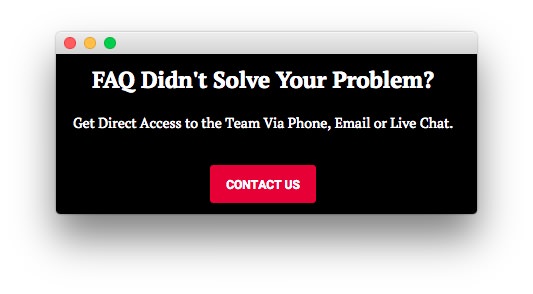 FAQ Didn't Solve Your Problem?
Get Direct Access to the Team Via Phone, Email or Live Chat.
CONTACT US